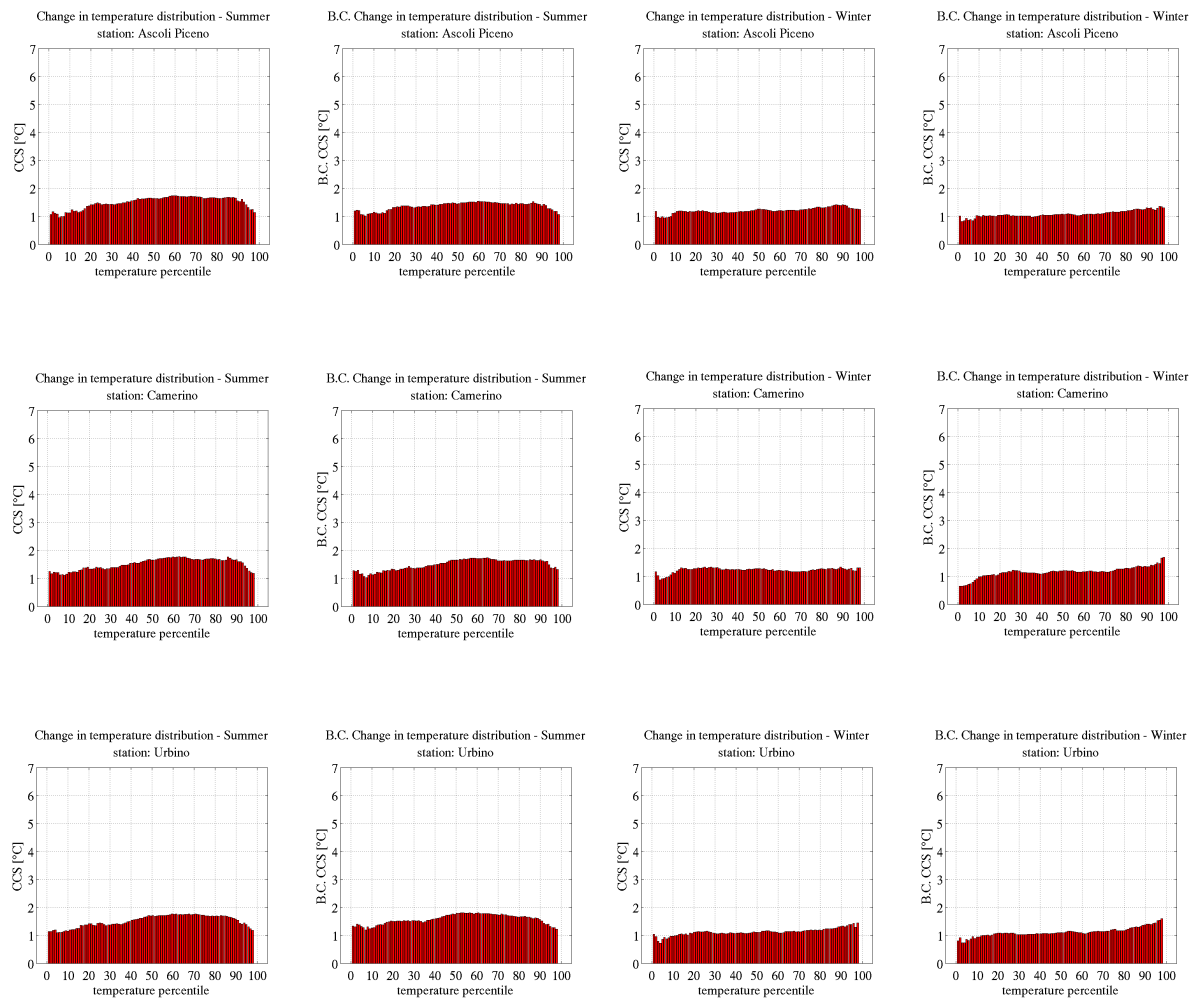 Change in temperature distribution - Summer
station: Ascoli Piceno
7
6
5
4
3
2
1
0
CCS [°C]
0 10 20 30 40 50 60 70 80 90 100
temperature percentile
B.C. Change in temperature distribution - Summer
station: Ascoli Piceno
7
6
5
4
3
2
1
0
B.C. CCS [°C]
0 10 20 30 40 50 60 70 80 90 100
temperature percentile
Change in temperature distribution - Winter
station: Ascoli Piceno
7
6
5
4
3
2
1
0
CCS [°C]
0 10 20 30 40 50 60 70 80 90 100
temperature percentile
B.C. Change in temperature distribution - Winter
station: Ascoli Piceno
7
6
5
4
3
2
1
0
B.C. CCS [°C]
0 10 20 30 40 50 60 70 80 90 100
temperature percentile
Change in temperature distribution - Summer
station: Camerino
7
6
5
4
3
2
1
0
CCS [°C]
0 10 20 30 40 50 60 70 80 90 100
temperature percentile
B.C. Change in temperature distribution - Summer
station: Camerino
7
6
5
4
3
2
1
0
B.C. CCS [°C]
0 10 20 30 40 50 60 70 80 90 100
temperature percentile
Change in temperature distribution - Winter
station: Camerino
7
6
5
4
3
2
1
0
CCS [°C]
0 10 20 30 40 50 60 70 80 90 100
temperature percentile
B.C. Change in temperature distribution - Winter
station: Camerino
7
6
5
4
3
2
1
0
B.C. CCS [°C]
0 10 20 30 40 50 60 70 80 90 100
temperature percentile
Change in temperature distribution - Summer
station: Urbino
7
6
5
4
3
2
1
0
CCS [°C]
0 10 20 30 40 50 60 70 80 90 100
temperature percentile
B.C. Change in temperature distribution - Summer
station: Urbino
7
6
5
4
3
2
1
0
B.C. CCS [°C]
0 10 20 30 40 50 60 70 80 90 100
temperature percentile
Change in temperature distribution - Winter
station: Urbino
7
6
5
4
3
2
1
0
CCS [°C]
0 10 20 30 40 50 60 70 80 90 100
temperature percentile
B.C. Change in temperature distribution - Winter
station: Urbino
7
6
5
4
3
2
1
0
B.C. CCS [°C]
0 10 20 30 40 50 60 70 80 90 100
temperature percentile